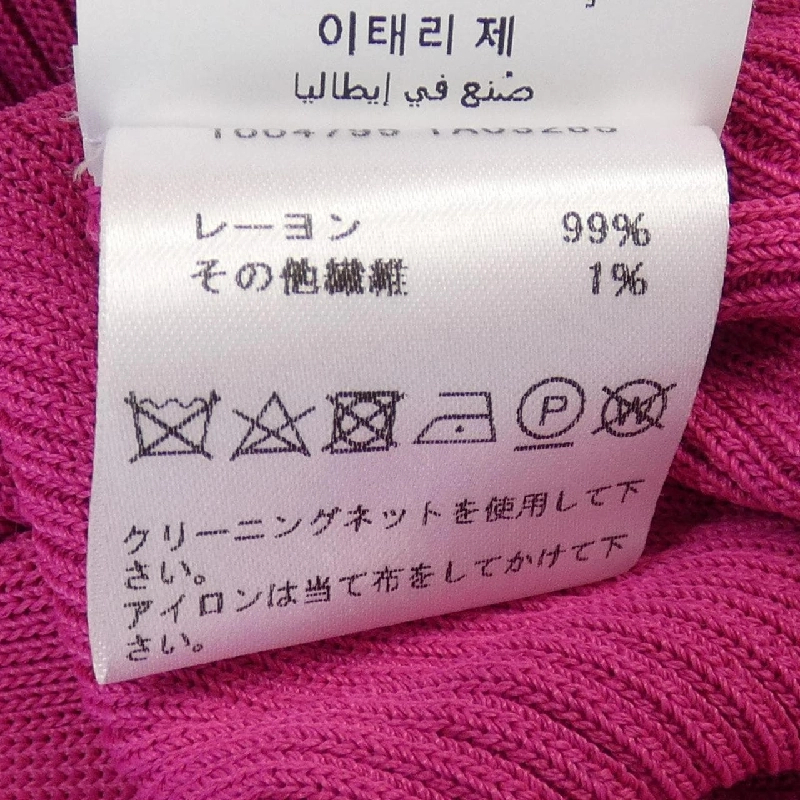 이태리 제
صنع في إيطاليا
レーヨン 99%
その他繊維 1%
P
W
クリーニングネットを使用して下
さい。
アイロンは当て布をしてかけて下
さい。